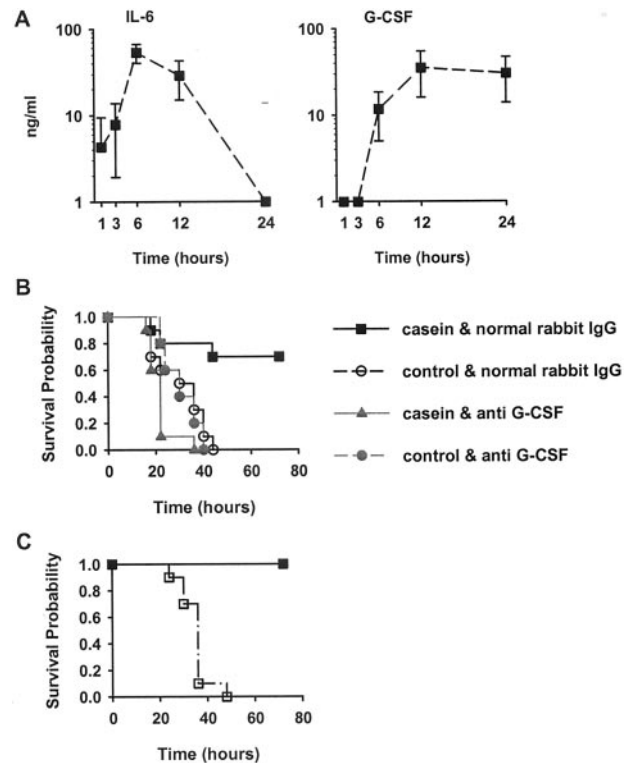 A
IL-6
G-CSF
ng/ml
100
10
1
1 3 6 12 24
Time (hours)
100
10
1
1 3 6 12 24
Time (hours)
B
Survival Probability
1.0
0.8
0.6
0.4
0.2
0.0
0 20 40 60 80
Time (hours)
casein & normal rabbit IgG
control & normal rabbit IgG
casein & anti G-CSF
control & anti G-CSF
C
Survival Probability
1.0
0.8
0.6
0.4
0.2
0.0
0 20 40 60 80
Time (hours)